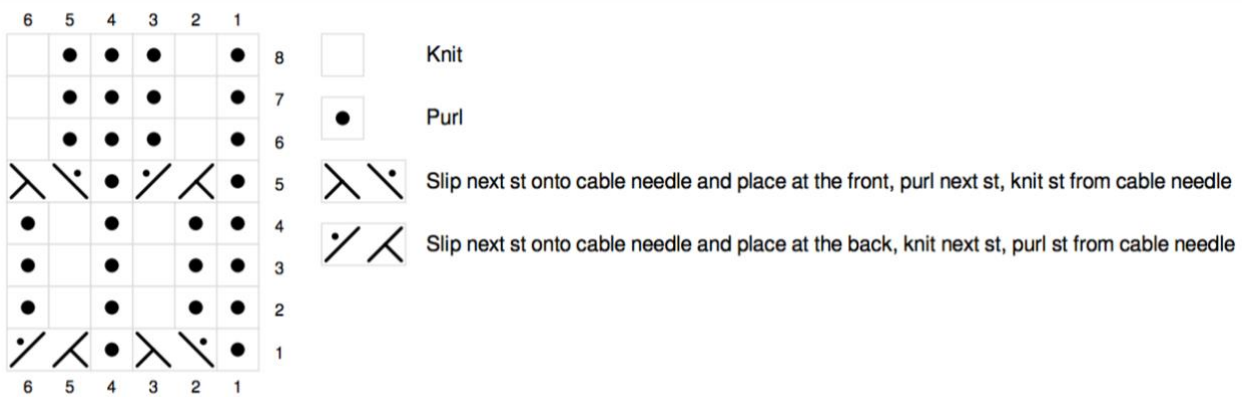 6 5 4 3 2 1
8
Knit
7
Purl
6
5
Slip next st onto cable needle and place at the front, purl next st, knit st from cable needle
4
Slip next st onto cable needle and place at the back, knit next st, purl st from cable needle
3
2
1
6 5 4 3 2 1